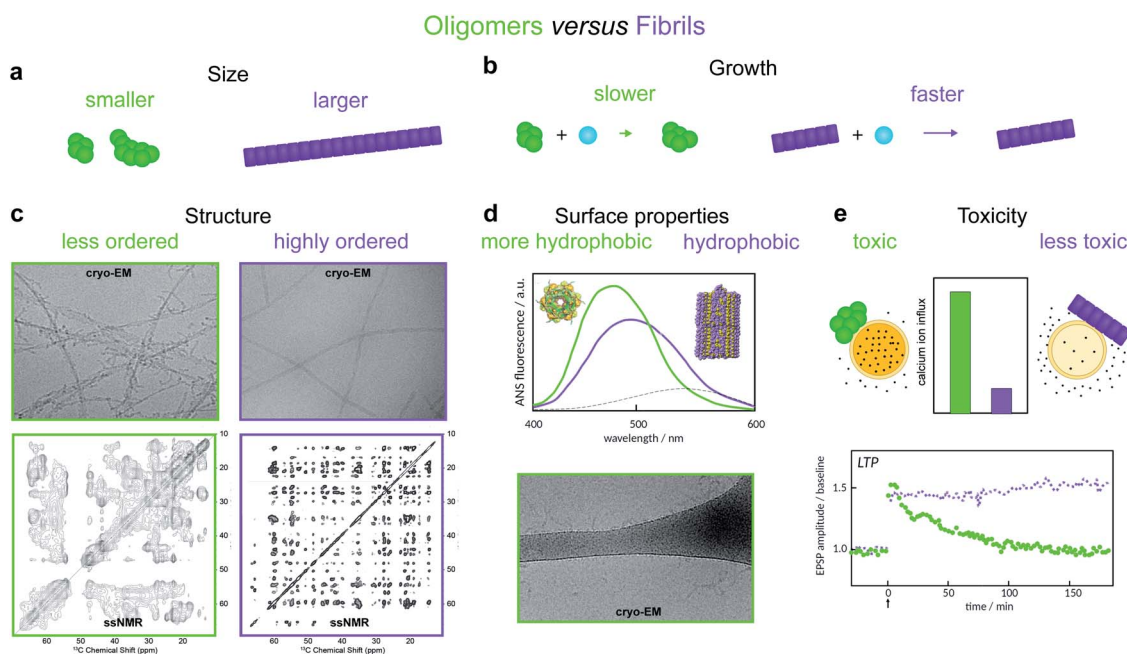 Oligomers versus Fibrils
a
Size
smaller
larger
b
Growth
slower
faster
+
+
c
Structure
less ordered
highly ordered
cryo-EM
cryo-EM
10
20
30
40
50
60
ssNMR
60
40
20
13C Chemical Shift (ppm)
10
20
30
40
50
60
ssNMR
60
40
20
13C Chemical Shift (ppm)
d
Surface properties
more hydrophobic
hydrophobic
ANS fluorescence / a.u.
400
500
600
wavelength / nm
cryo-EM
e
Toxicity
toxic
less toxic
calcium ion influx
LTP
EPSP amplitude / baseline
1.5
1.0
0
50
100
150
time / min